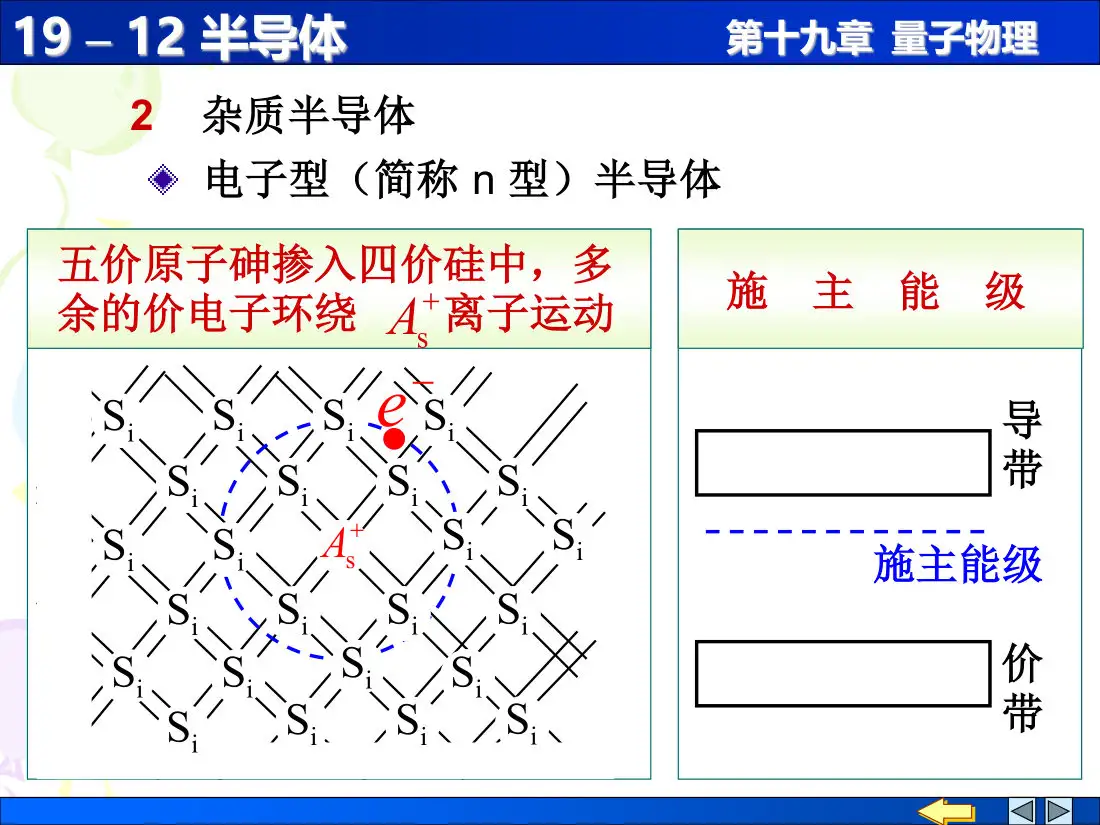 19 – 12 半导体
第十九章 量子物理
2 杂质半导体
电子型（简称 n 型）半导体
五价原子砷掺入四价硅中，多
余的价电子环绕 As+ 离子运动
施 主 能 级
e−
Si Si Si Si
Si Si Si Si
Si Si As+ Si Si
Si Si Si Si
Si Si Si Si
Si Si Si Si
导带
施主能级
价带